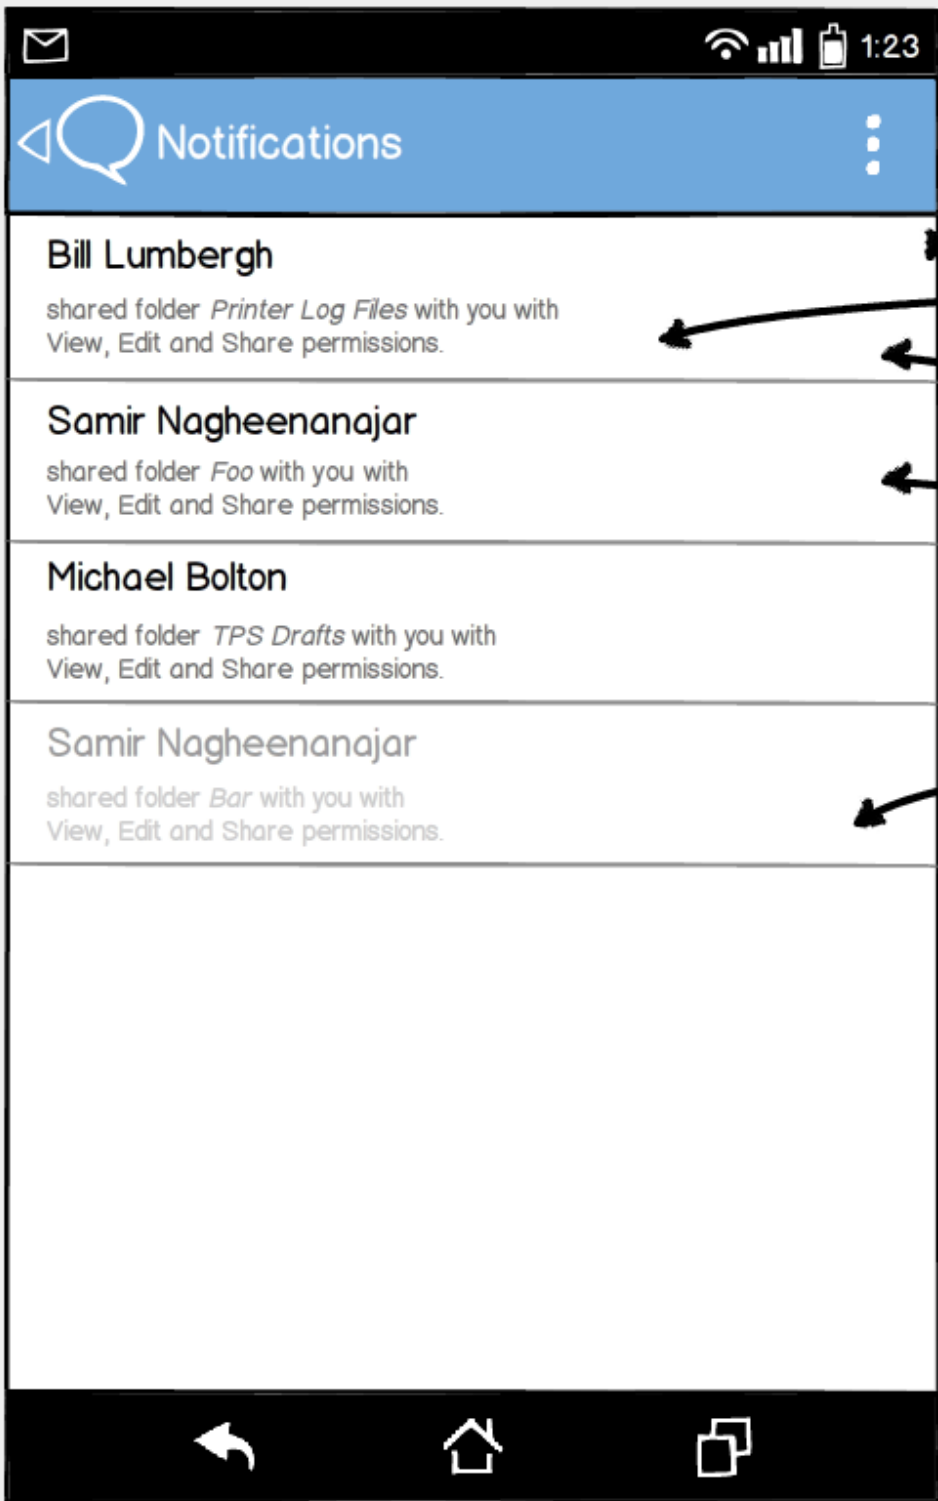 1:23
Notifications
Bill Lumbergh
shared folder Printer Log Files with you with
View, Edit and Share permissions.
Samir Nagheenanajar
shared folder Foo with you with
View, Edit and Share permissions.
Michael Bolton
shared folder TPS Drafts with you with
View, Edit and Share permissions.
Samir Nagheenanajar
shared folder Bar with you with
View, Edit and Share permissions.